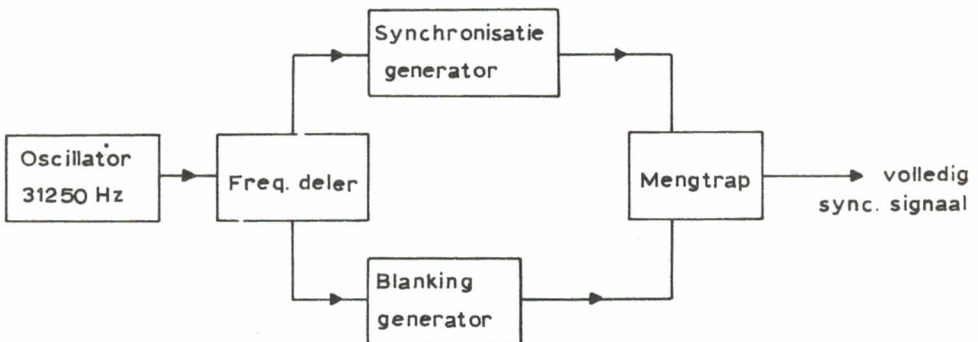 Synchronisatie
generator
Oscillator
31250 Hz
Freq. deler
Mengtrap
volledig
sync. signaal
Blanking
generator